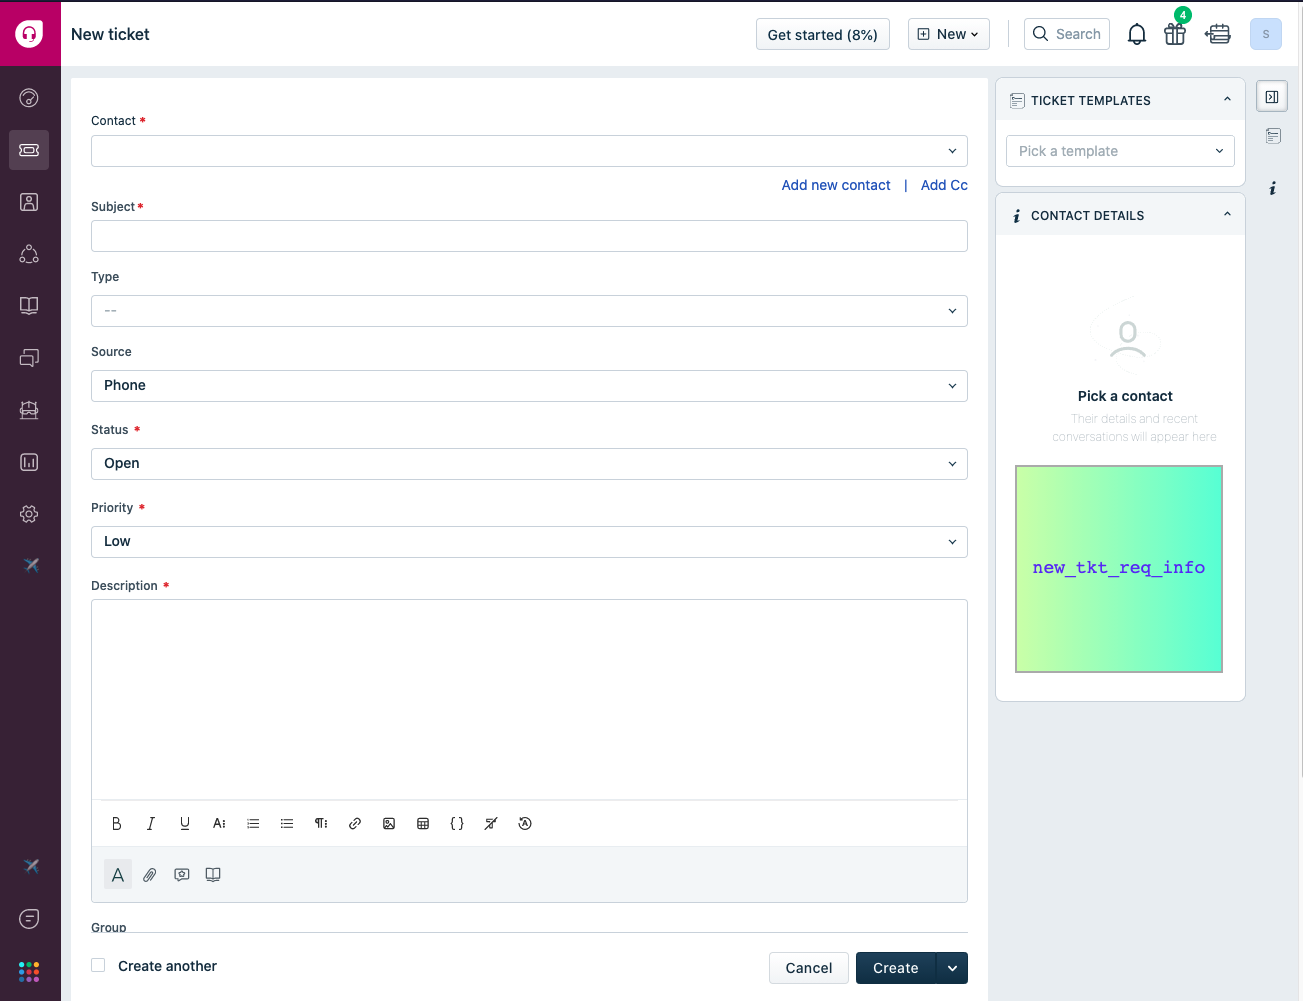 New ticket
Get started (8%)
New
Search
4
S
Contact *
Add new contact | Add Cc
Subject *
Type
--
Source
Phone
Status *
Open
Priority *
Low
Description *
Group
Create another
Cancel
Create
TICKET TEMPLATES
Pick a template
CONTACT DETAILS
Pick a contact
Their details and recent
conversations will appear here
new_tkt_req_info